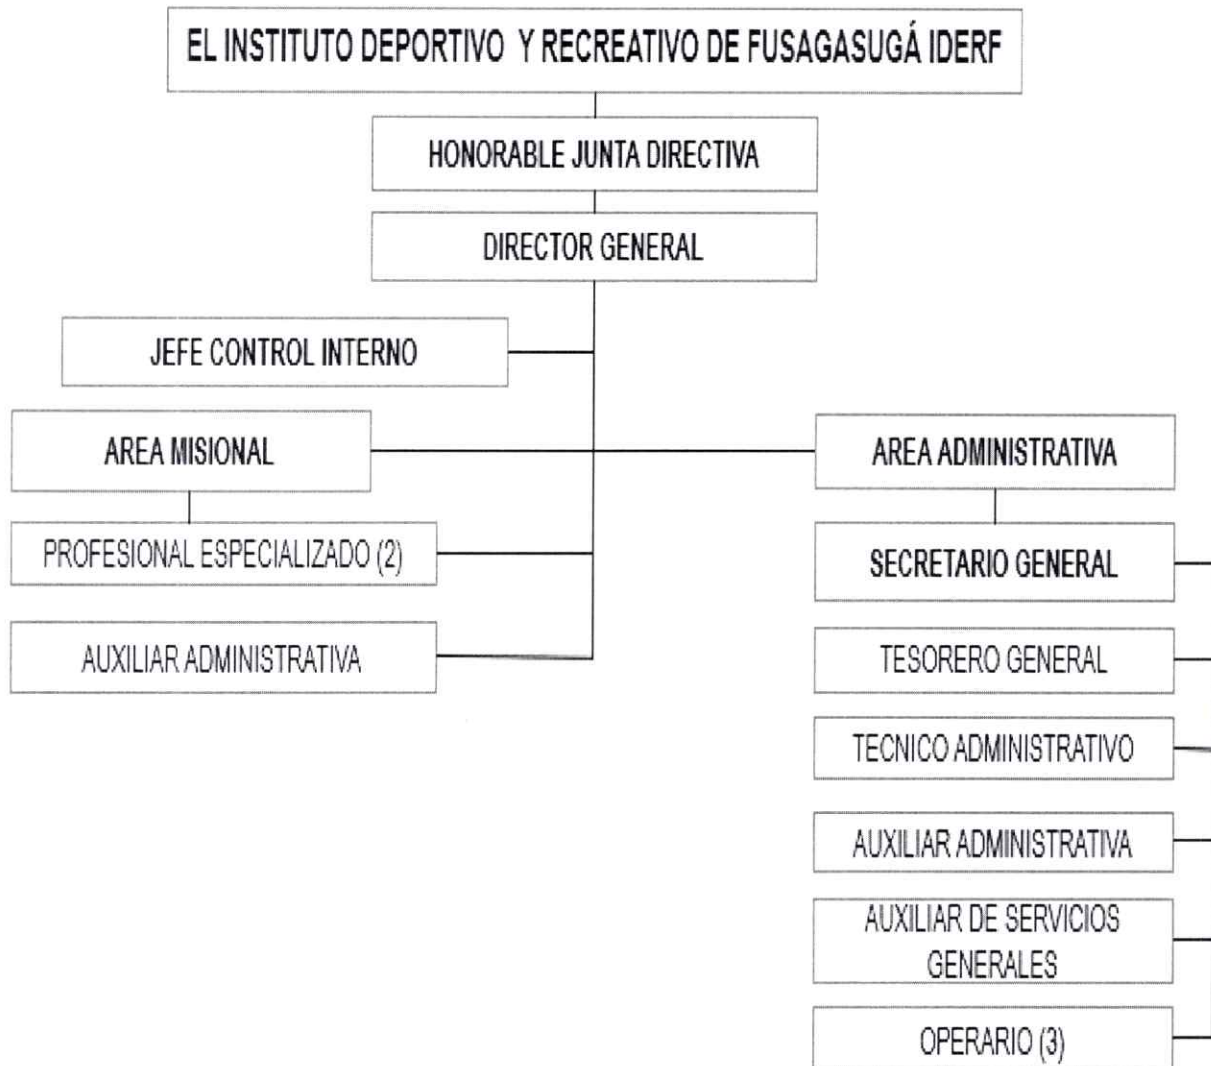 EL INSTITUTO DEPORTIVO Y RECREATIVO DE FUSAGASUGÁ IDERF
HONORABLE JUNTA DIRECTIVA
DIRECTOR GENERAL
JEFE CONTROL INTERNO
AREA MISIONAL
PROFESIONAL ESPECIALIZADO (2)
AUXILIAR ADMINISTRATIVA
AREA ADMINISTRATIVA
SECRETARIO GENERAL
TESORERO GENERAL
TECNICO ADMINISTRATIVO
AUXILIAR ADMINISTRATIVA
AUXILIAR DE SERVICIOS
GENERALES
OPERARIO (3)